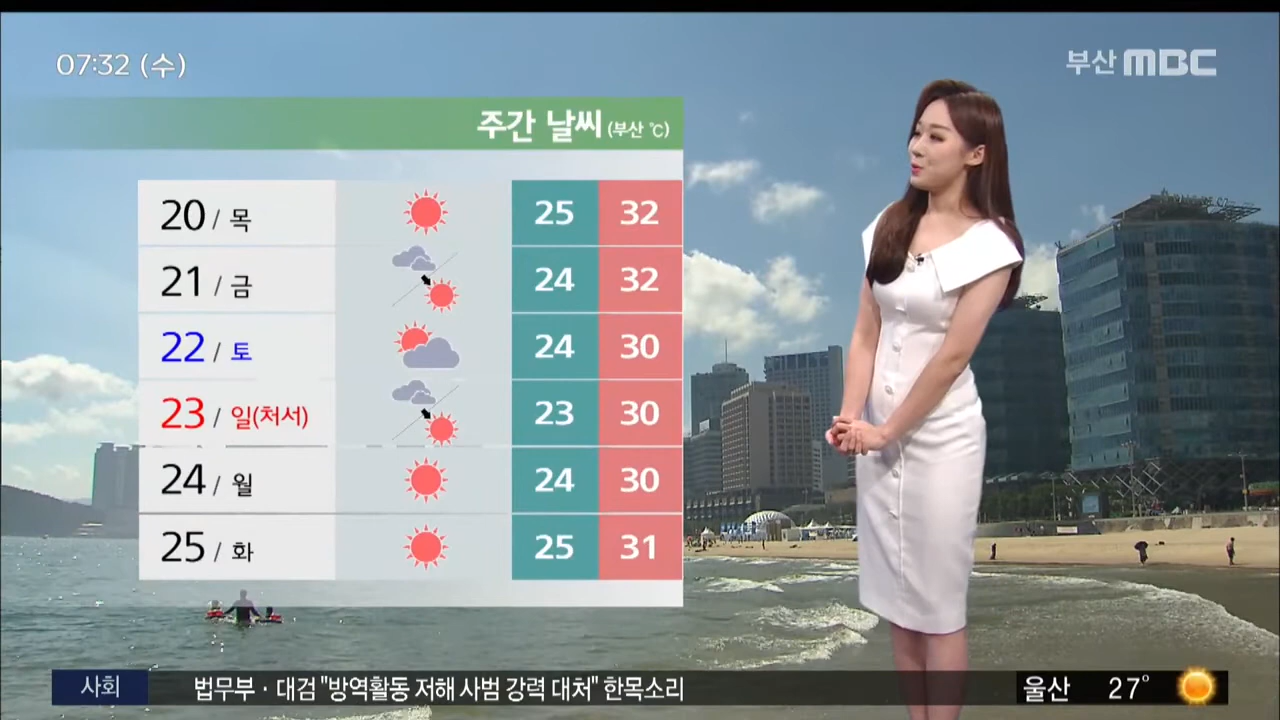 07:32 (수)
부산 MBC
주간 날씨 (부산 ℃)
20 / 목 25 32
21 / 금 24 32
22 / 토 24 30
23 / 일(처서) 23 30
24 / 월 24 30
25 / 화 25 31
사회 법무부·대검 "방역활동 저해 사범 강력 대처" 한목소리 울산 27°